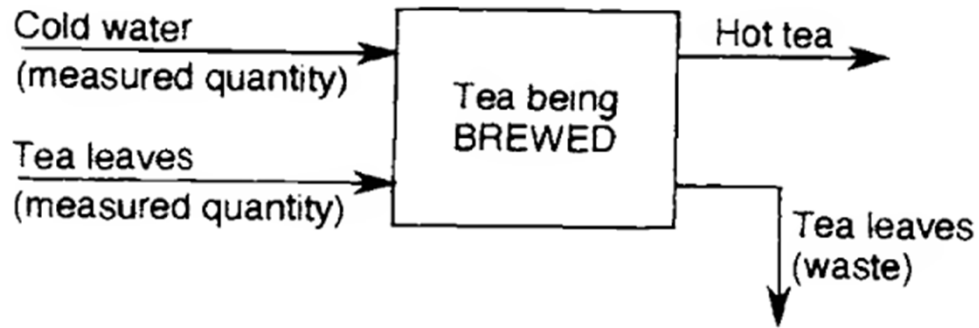 Cold water
(measured quantity)
Tea leaves
(measured quantity)
Tea being
BREWED
Hot tea
Tea leaves
(waste)